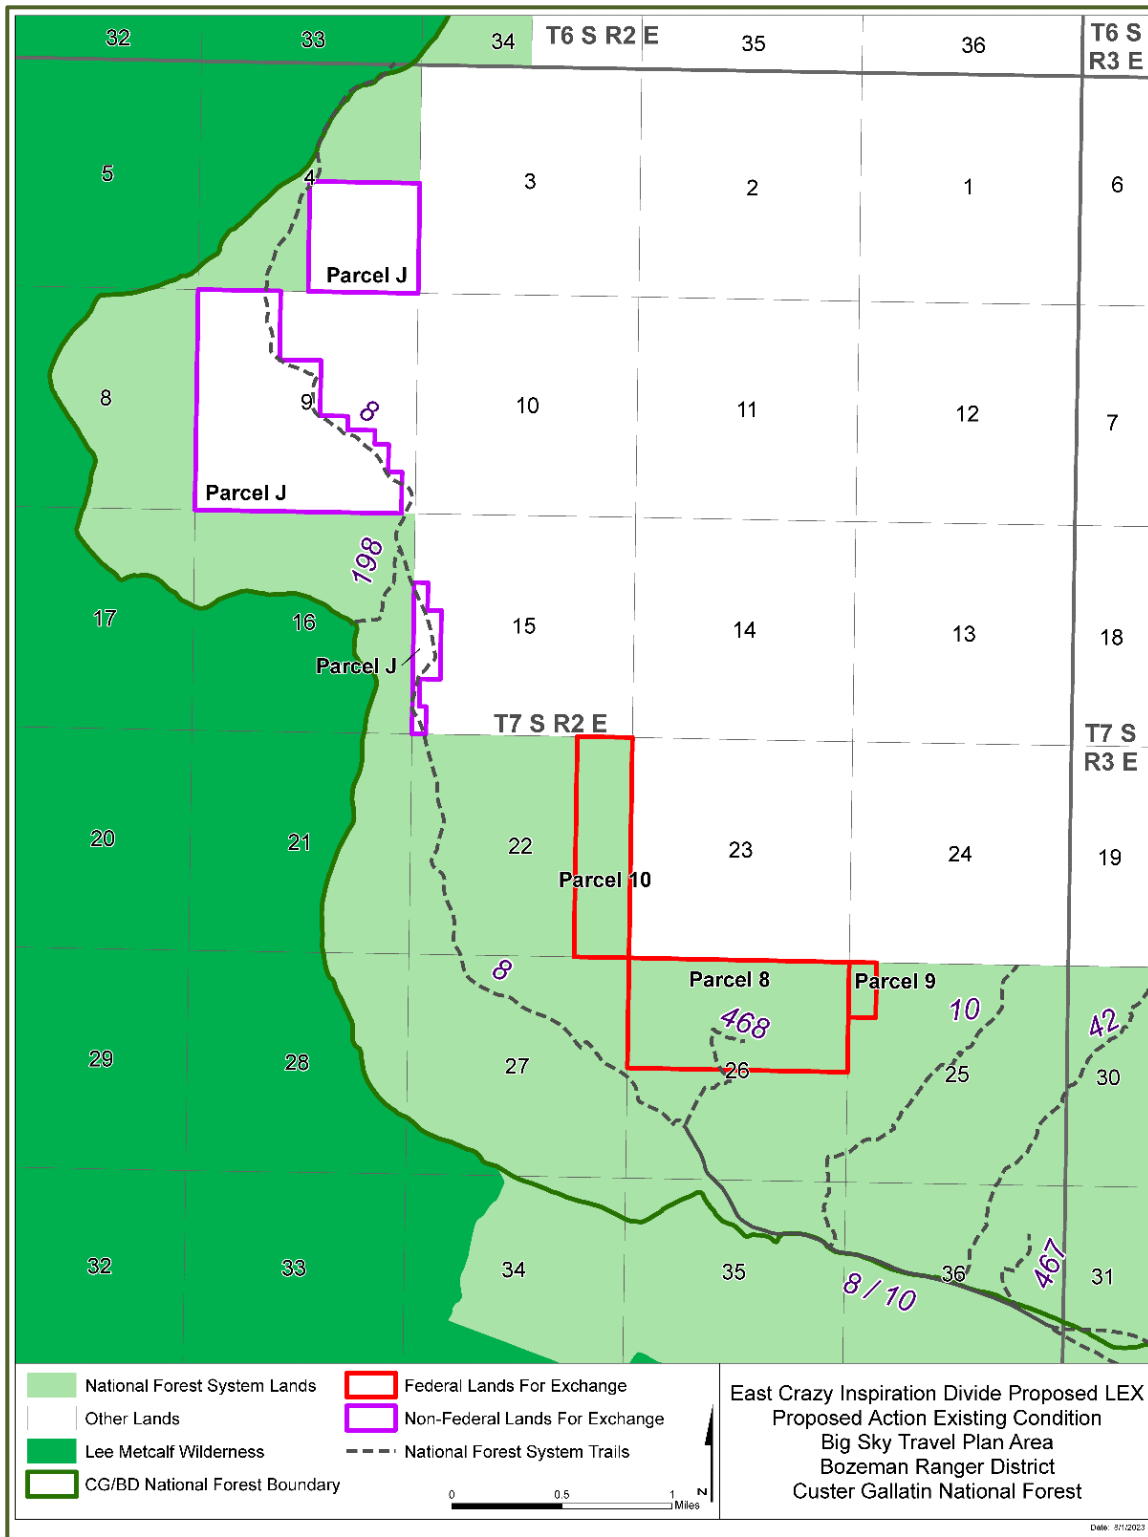 32
33
34
T6 S R2 E
35
36
T6 S
R3 E
5
4
3
2
1
6
Parcel J
8
9
8
10
11
12
7
Parcel J
198
17
16
15
14
13
18
Parcel J
T7 S R2 E
T7 S
R3 E
20
21
22
23
24
19
Parcel 10
8
Parcel 8
Parcel 9
468
10
42
29
28
27
26
25
30
32
33
34
35
36
31
467
8 / 10
National Forest System Lands
Other Lands
Lee Metcalf Wilderness
CG/BD National Forest Boundary
Federal Lands For Exchange
Non-Federal Lands For Exchange
National Forest System Trails
0 0.5 1
Miles
N
East Crazy Inspiration Divide Proposed LEX
Proposed Action Existing Condition
Big Sky Travel Plan Area
Bozeman Ranger District
Custer Gallatin National Forest
Date: 8/1/2023